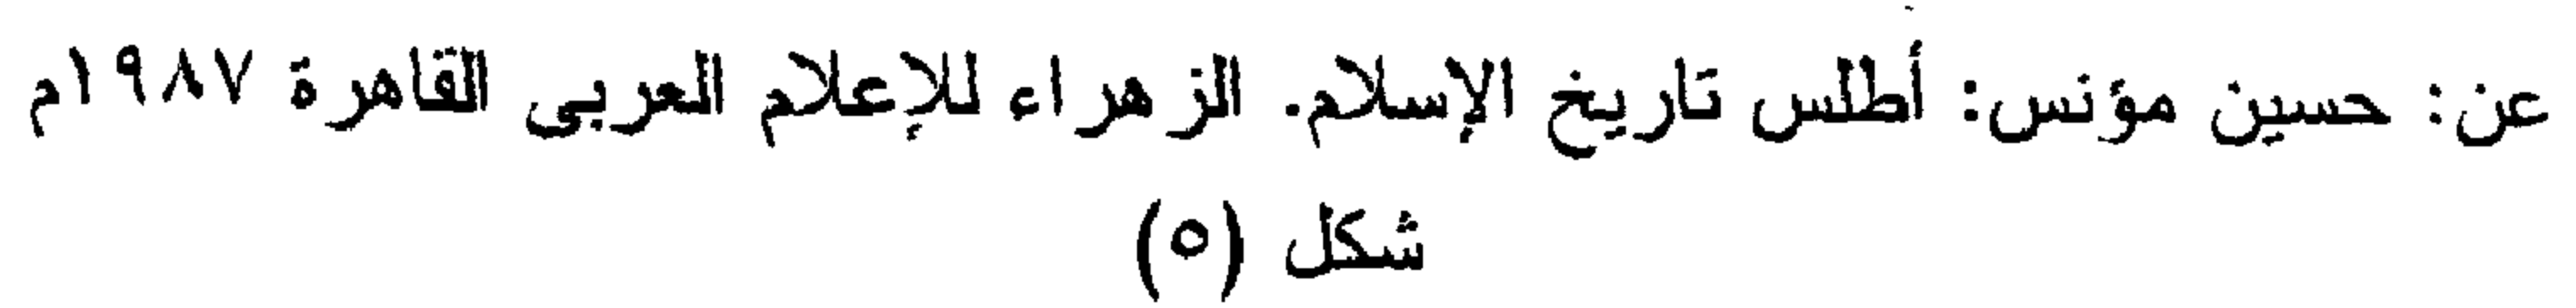 عن: حسين مؤنس: أطلس تاريخ الإسلام. الزهراء للإعلام العربى القاهرة ١٩٨٧م
شكل (٥)